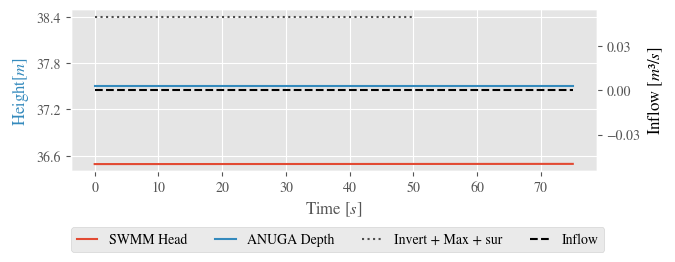 38.4
37.8
37.2
36.6
Height[m]
0.03
0.00
−0.03
Inflow [m³/s]
0 10 20 30 40 50 60 70
Time [s]
SWMM Head ANUGA Depth Invert + Max + sur Inflow